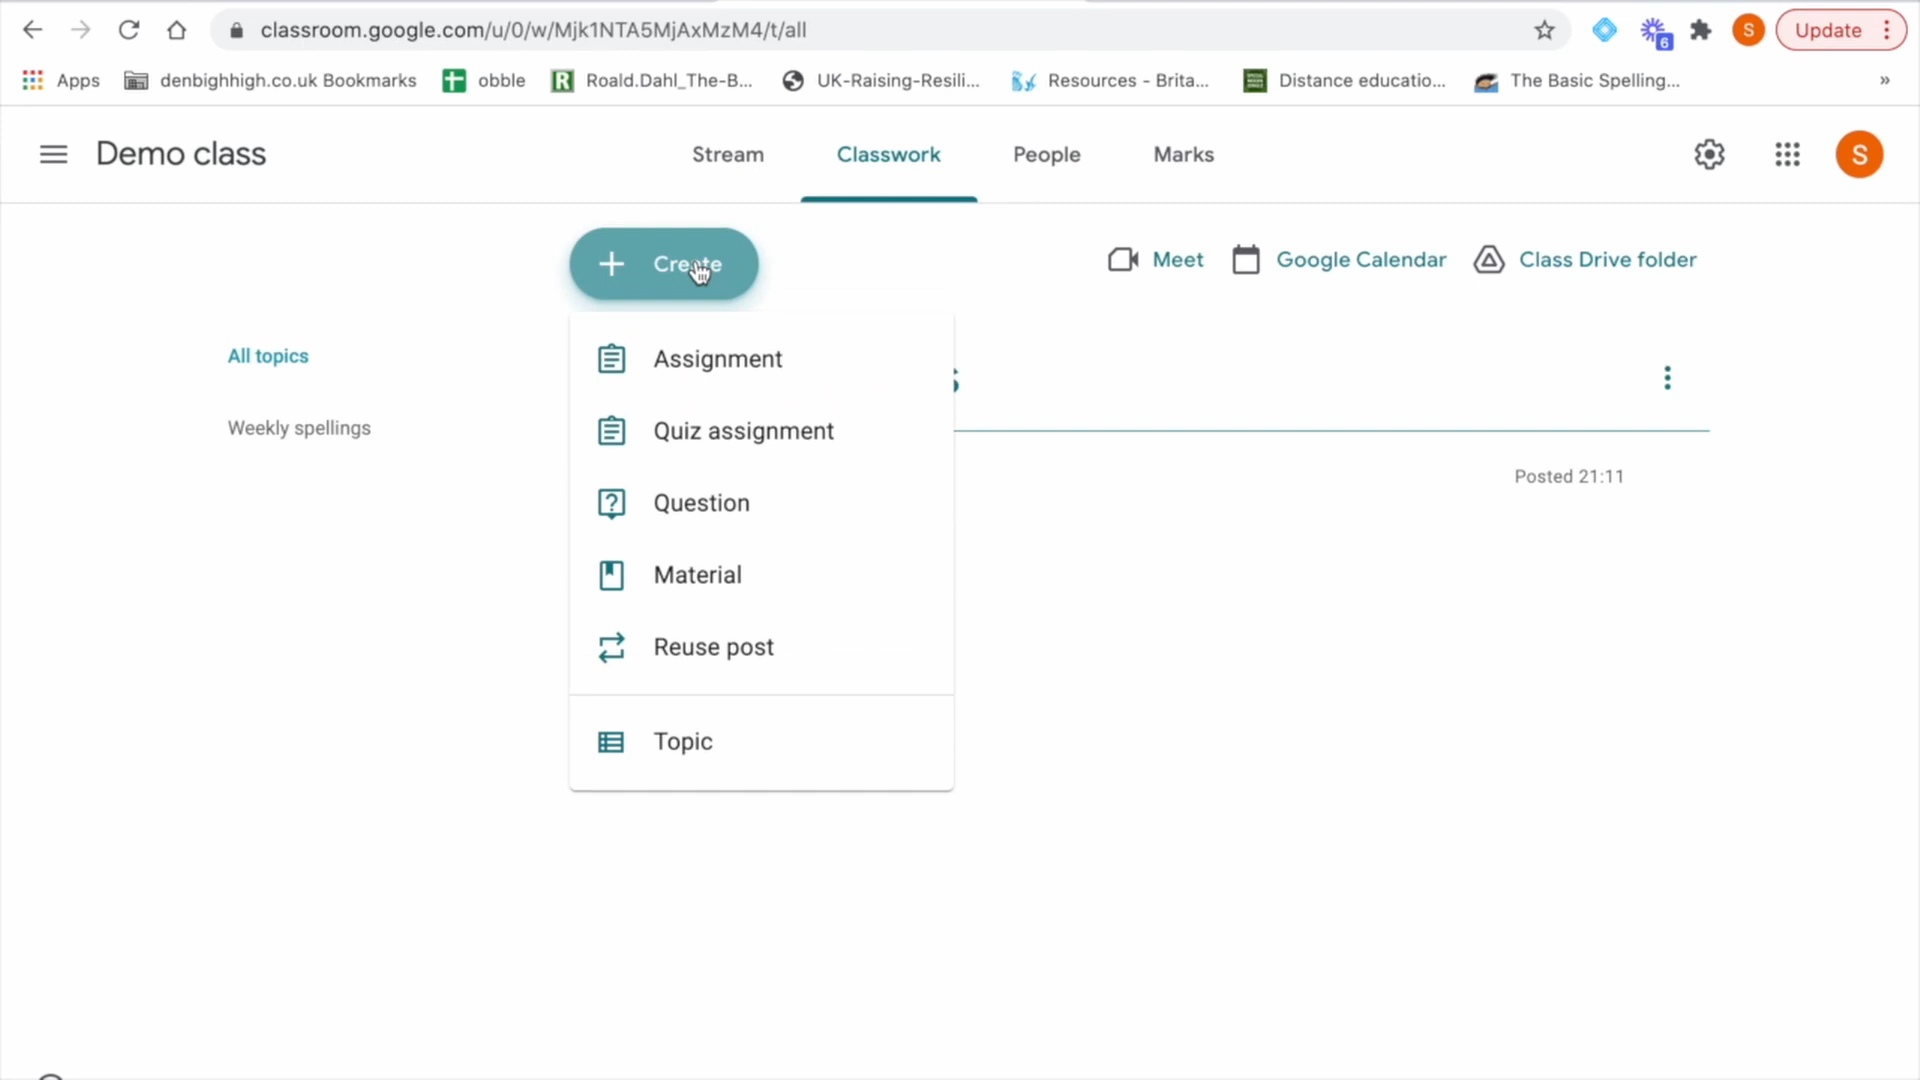 classroom.google.com/u/0/w/Mjk1NTA5MjAxMzM4/t/all
6
S
Update
Apps
denbighhigh.co.uk Bookmarks
obble
Roald.Dahl_The-B...
UK-Raising-Resili...
Resources - Brita...
Distance educatio...
The Basic Spelling...
»
Demo class
Stream
Classwork
People
Marks
S
Create
Meet
Google Calendar
Class Drive folder
All topics
Weekly spellings
Assignment
Quiz assignment
Question
Material
Reuse post
Topic
s
Posted 21:11